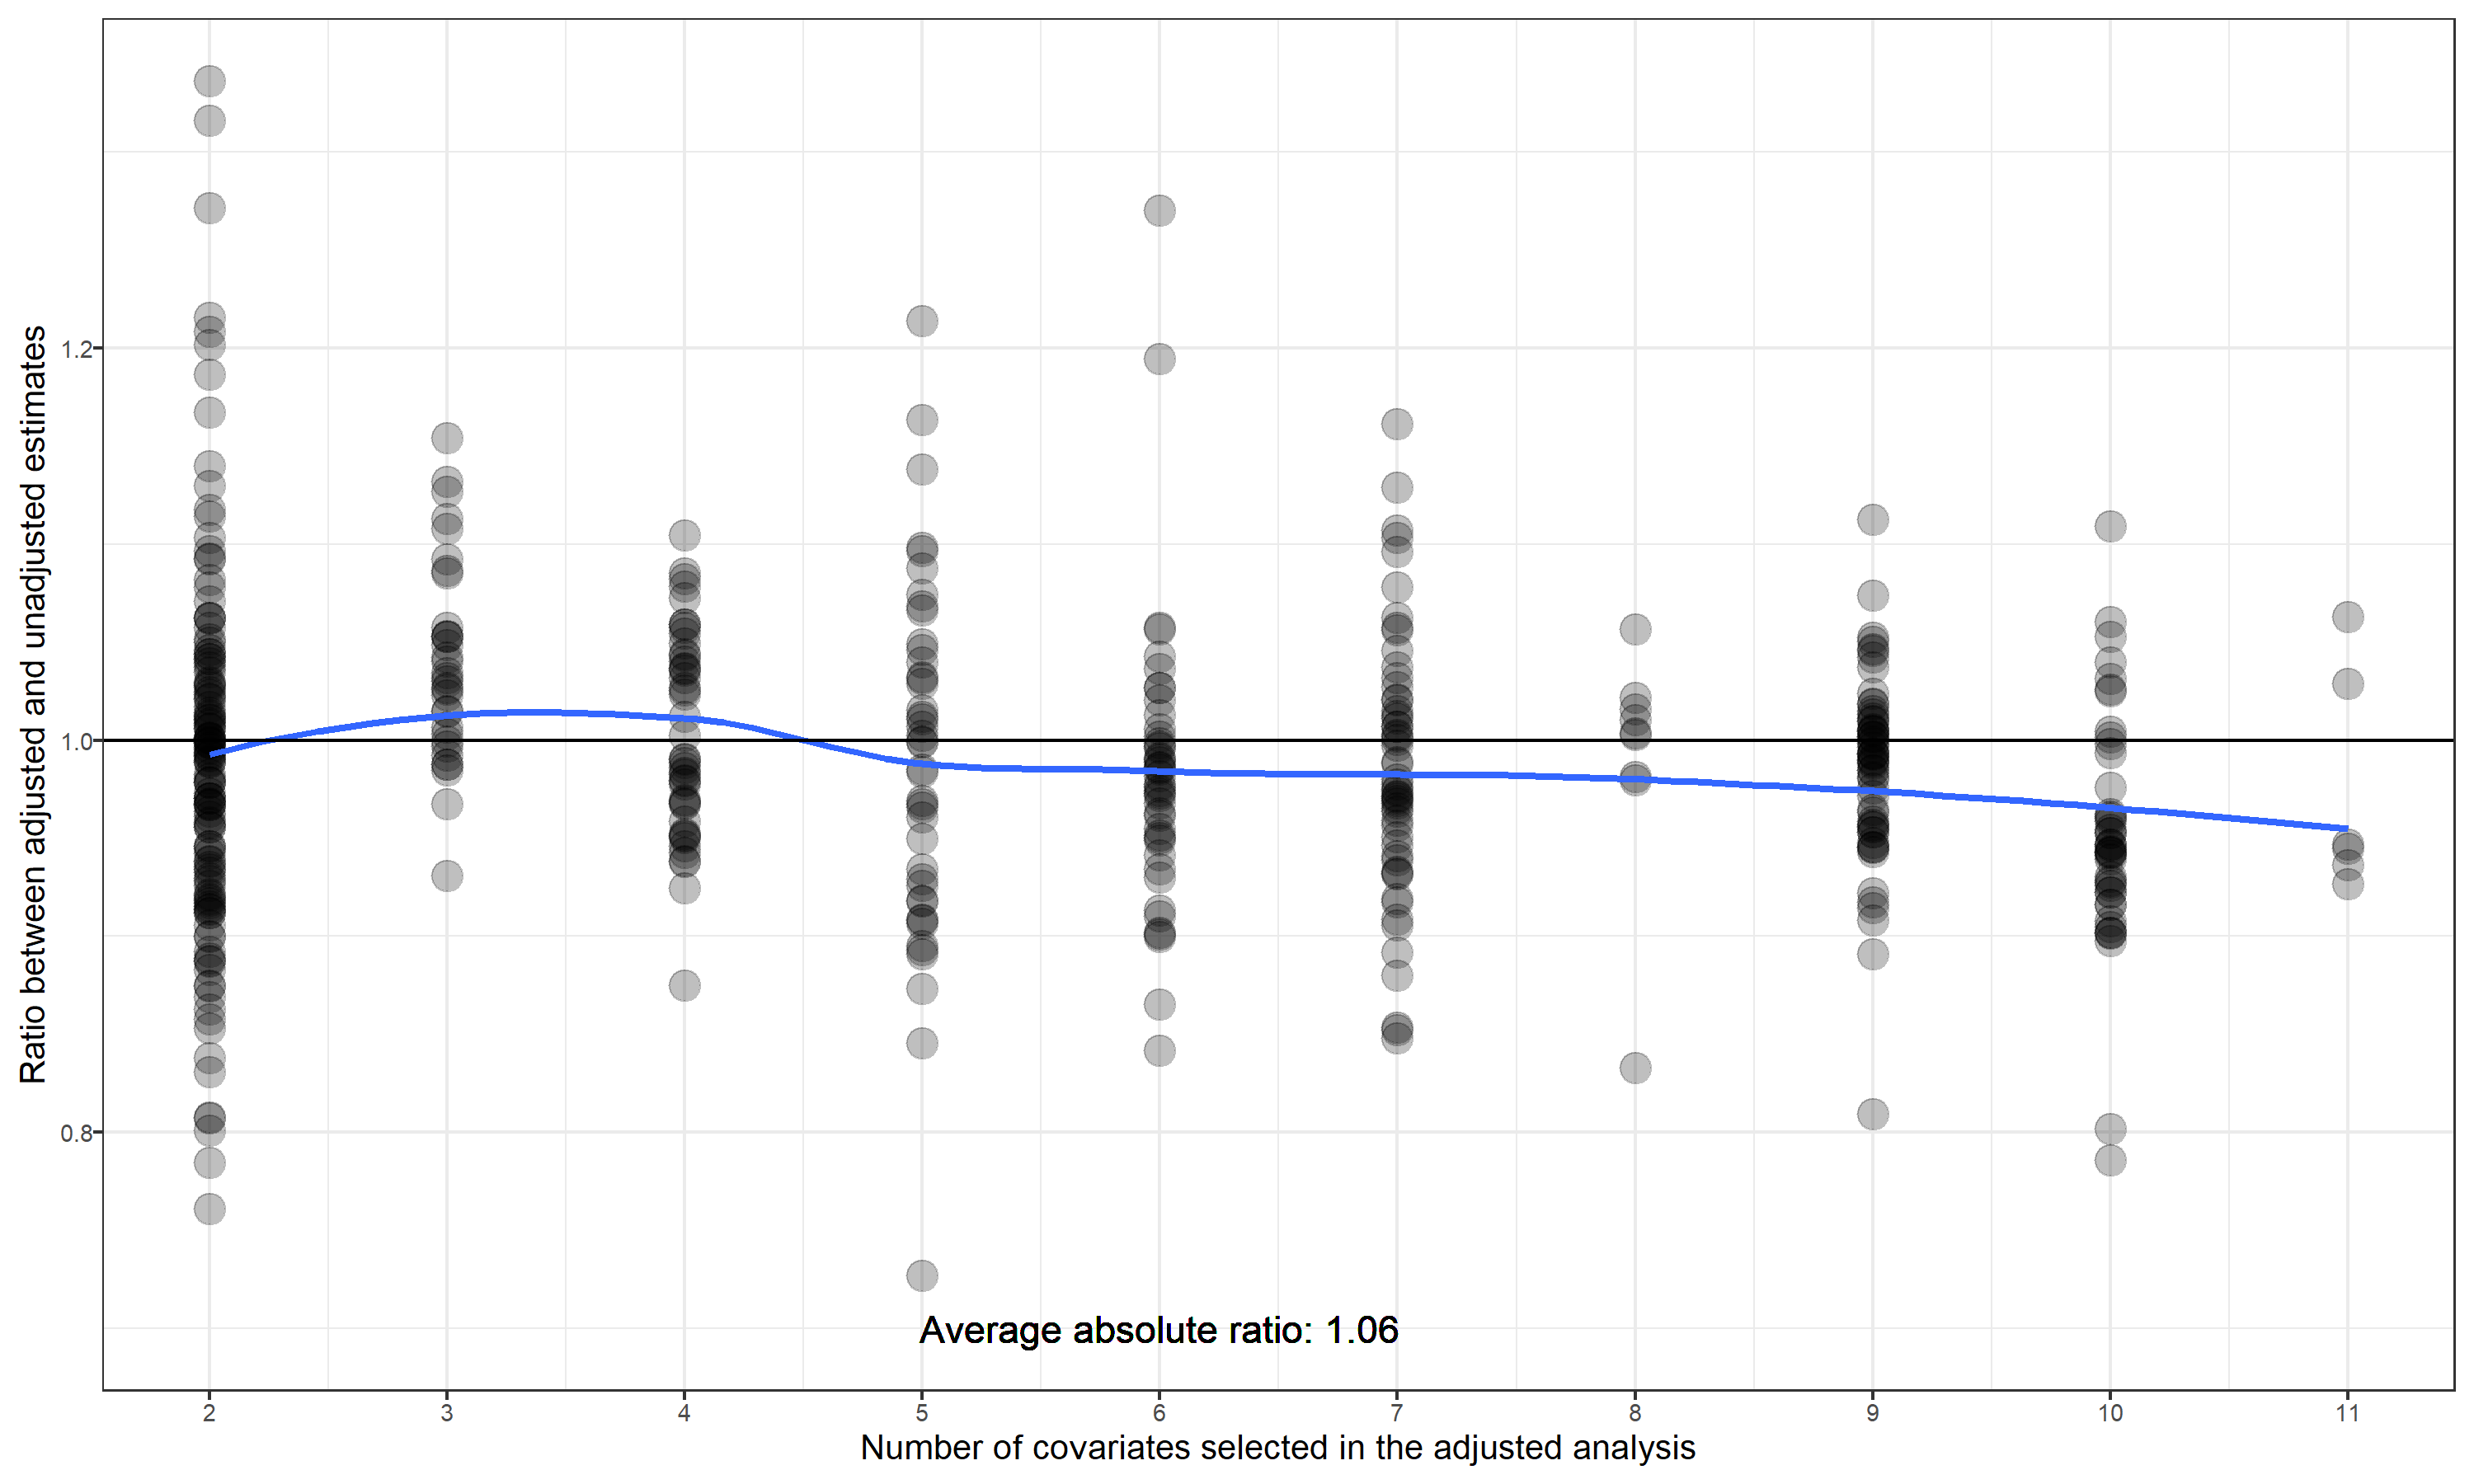 Ratio between adjusted and unadjusted estimates
1.2
1.0
0.8
Average absolute ratio: 1.06
2 3 4 5 6 7 8 9 10 11
Number of covariates selected in the adjusted analysis